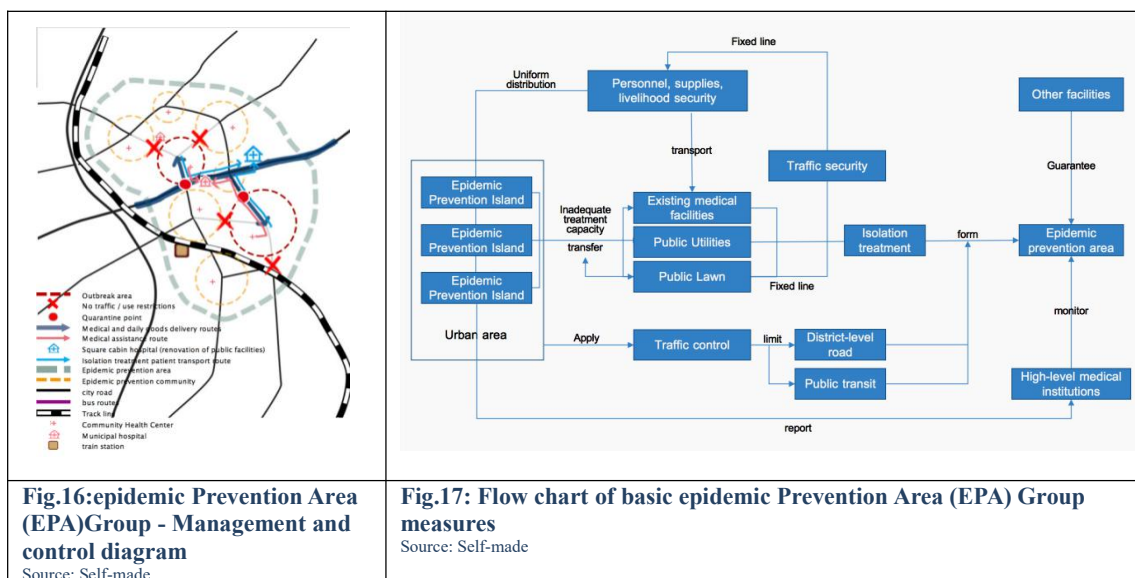 Outbreak area
No traffic / use restrictions
Quarantine point
Medical and daily goods delivery routes
Medical assistance route
Square cabin hospital (renovation of public facilities)
Isolation treatment patient transport route
Epidemic prevention area
Epidemic prevention community
city road
bus routes
Track line
Community Health Center
Municipal hospital
train station
Fixed line
Uniform
distribution
Personnel, supplies,
livelihood security
Other facilities
transport
Traffic security
Guarantee
Epidemic
Prevention Island
Inadequate
treatment
capacity
Existing medical
facilities
Epidemic
Prevention Island
transfer
Public Utilities
Isolation
treatment
form
Epidemic
prevention area
Epidemic
Prevention Island
Public Lawn
Fixed line
monitor
Urban area
Apply
Traffic control
limit
District-level
road
Public transit
High-level medical
institutions
report
Fig.16:epidemic Prevention Area
(EPA)Group - Management and
control diagram
Source: Self-made
Fig.17: Flow chart of basic epidemic Prevention Area (EPA) Group
measures
Source: Self-made